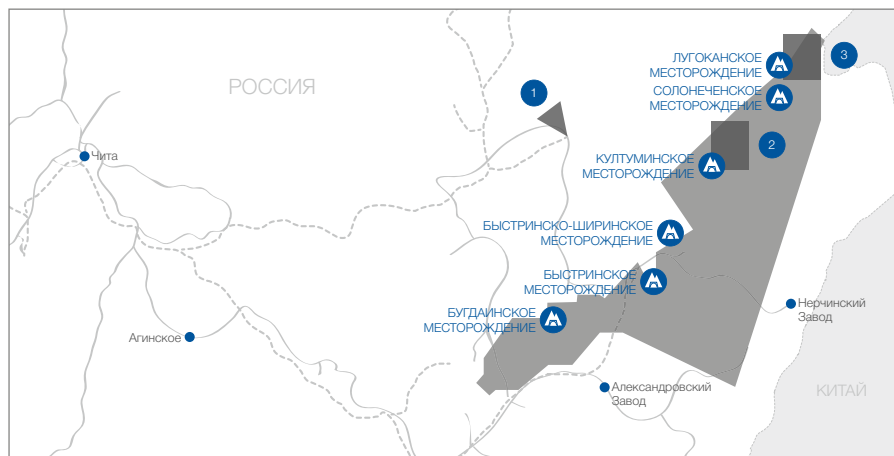 РОССИЯ
1
ЛУГОКАНСКОЕ
МЕСТОРОЖДЕНИЕ
3
СОЛОНЕЧЕНСКОЕ
МЕСТОРОЖДЕНИЕ
2
Чита
КУЛТУМИНСКОЕ
МЕСТОРОЖДЕНИЕ
БЫСТРИНСКО-ШИРИНСКОЕ
МЕСТОРОЖДЕНИЕ
БЫСТРИНСКОЕ
МЕСТОРОЖДЕНИЕ
БУГДАИНСКОЕ
МЕСТОРОЖДЕНИЕ
Нерчинский
Завод
Агинское
Александровский
Завод
КИТАЙ